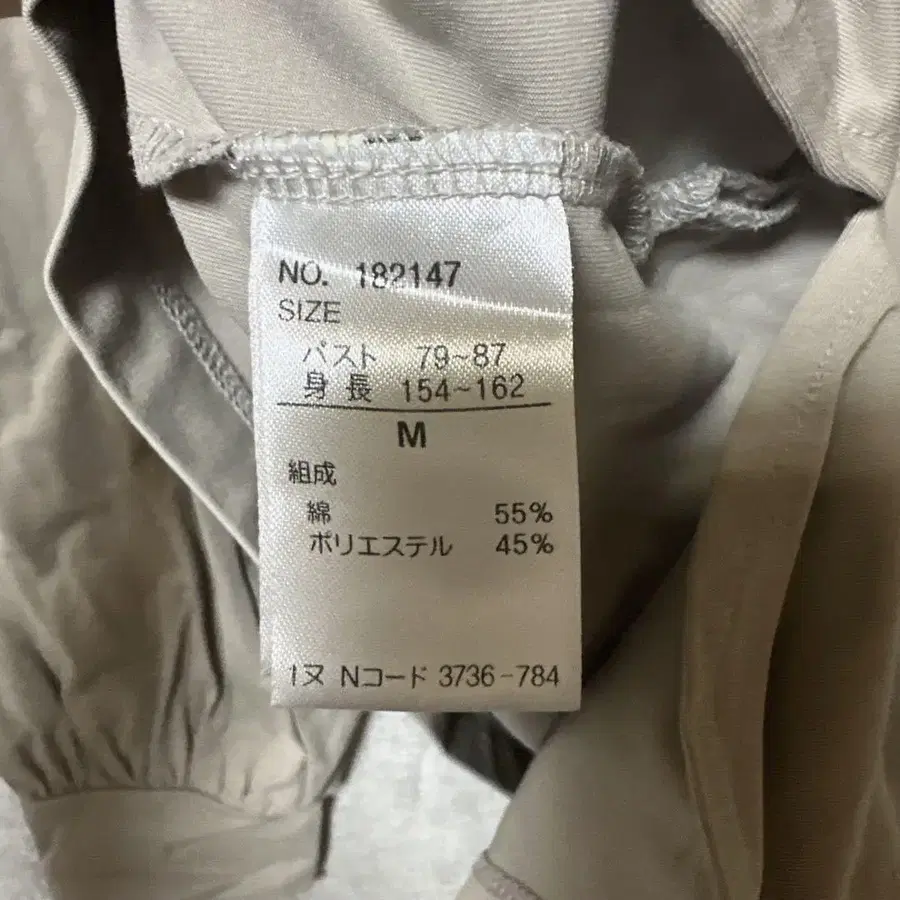 NO. 182147
SIZE
バスト 79~87
身長 154~162
M
組成
綿 55%
ポリエステル 45%
Iヌ Nコード 3736-784